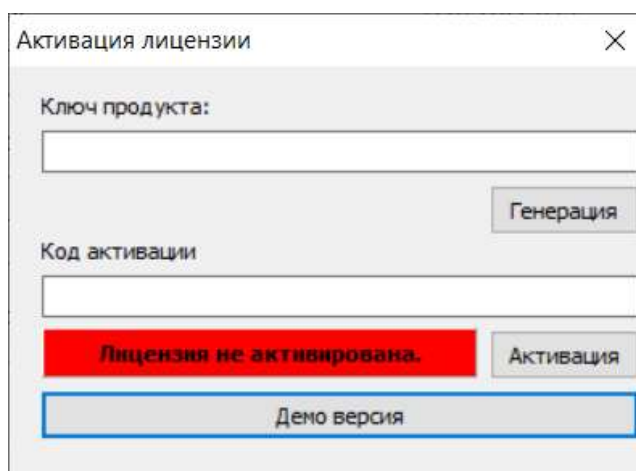 Активация лицензии
Ключ продукта:
Генерация
Код активации
Лицензия не активирована.
Активация
Демо версия